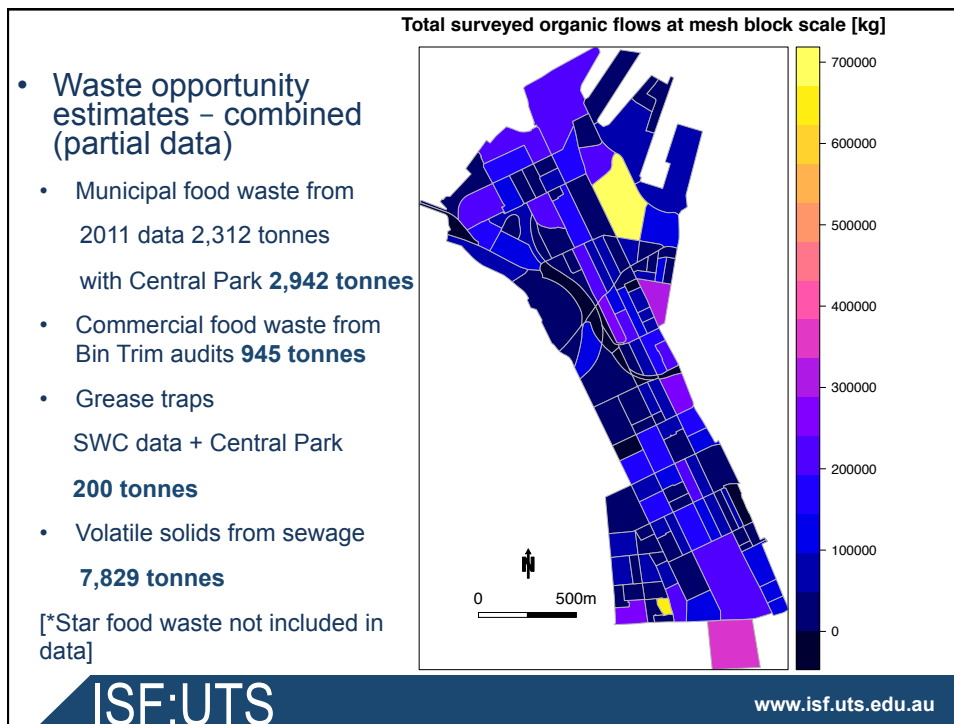 Total surveyed organic flows at mesh block scale [kg]
• Waste opportunity
estimates – combined
(partial data)
• Municipal food waste from
2011 data 2,312 tonnes
with Central Park 2,942 tonnes
• Commercial food waste from
Bin Trim audits 945 tonnes
• Grease traps
SWC data + Central Park
200 tonnes
• Volatile solids from sewage
7,829 tonnes
[*Star food waste not included in
data]
N
0 500m
700000
600000
500000
400000
300000
200000
100000
0
ISF:UTS
www.isf.uts.edu.au